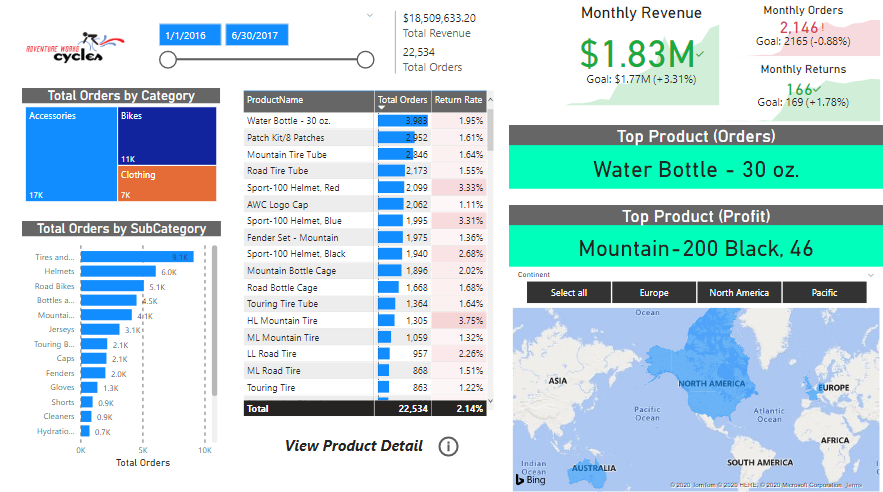 ADVENTURE WORKS
cycles
1/1/2016 6/30/2017
$18,509,633.20
Total Revenue
22,534
Total Orders
Monthly Revenue
$1.83M
Goal: $1.77M (+3.31%)
Monthly Orders
2,146!
Goal: 2165 (-0.88%)
Monthly Returns
166
Goal: 169 (+1.78%)
Total Orders by Category
Accessories
17K
Bikes
11K
Clothing
7K
Total Orders by SubCategory
Tires and... 9.1K
Helmets 6.0K
Road Bikes 5.1K
Bottles a... 4.5K
Mountai... 4.1K
Jerseys 3.1K
Touring B... 2.1K
Caps 2.1K
Fenders 2.0K
Gloves 1.3K
Shorts 0.9K
Cleaners 0.9K
Hydratio... 0.7K
0K 5K 10K
Total Orders
ProductName Total Orders Return Rate
Water Bottle - 30 oz. 3,983 1.95%
Patch Kit/8 Patches 2,952 1.61%
Mountain Tire Tube 2,846 1.64%
Road Tire Tube 2,173 1.55%
Sport-100 Helmet, Red 2,099 3.33%
AWC Logo Cap 2,062 1.11%
Sport-100 Helmet, Blue 1,995 3.31%
Fender Set - Mountain 1,975 1.36%
Sport-100 Helmet, Black 1,940 2.68%
Mountain Bottle Cage 1,896 2.02%
Road Bottle Cage 1,668 1.68%
Touring Tire Tube 1,364 1.64%
HL Mountain Tire 1,305 3.75%
ML Mountain Tire 1,059 1.32%
LL Road Tire 957 2.26%
ML Road Tire 868 1.51%
Touring Tire 863 1.22%
Total 22,534 2.14%
View Product Detail
Top Product (Orders)
Water Bottle - 30 oz.
Top Product (Profit)
Mountain-200 Black, 46
Continent
Select all Europe North America Pacific
Ocean
ASIA
NORTH AMERICA
EUROPE
Pacific
Ocean
Atlantic
Ocean
AFRICA
Indian
Ocean
AUSTRALIA
SOUTH AMERICA
Bing
© 2020 TomTom © 2020 HERE, © 2020 Microsoft Corporation Terms